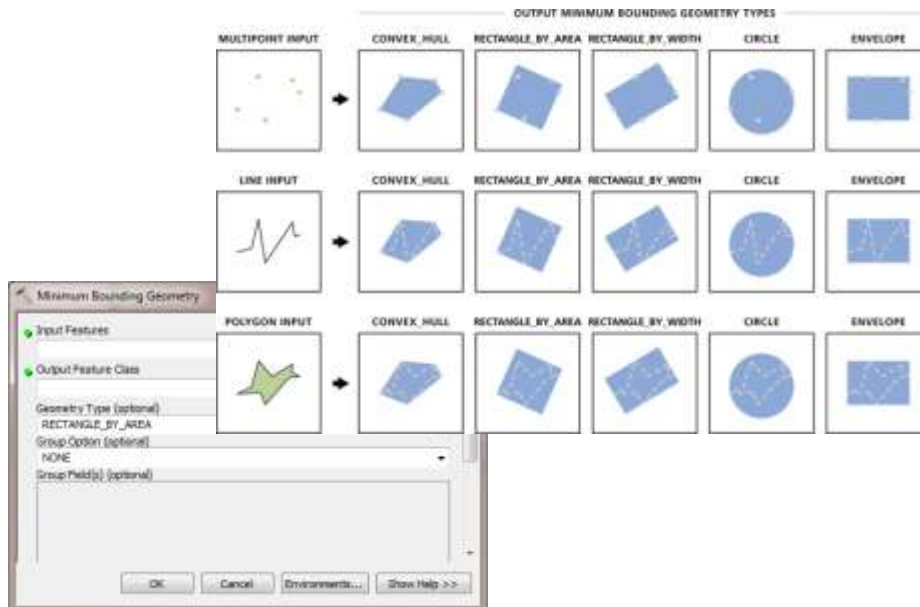 OUTPUT MINIMUM BOUNDING GEOMETRY TYPES
MULTIPOINT INPUT CONVEX_HULL RECTANGLE_BY_AREA RECTANGLE_BY_WIDTH CIRCLE ENVELOPE
LINE INPUT CONVEX_HULL RECTANGLE_BY_AREA RECTANGLE_BY_WIDTH CIRCLE ENVELOPE
POLYGON INPUT CONVEX_HULL RECTANGLE_BY_AREA RECTANGLE_BY_WIDTH CIRCLE ENVELOPE
Minimum Bounding Geometry
Input Features
Output Feature Class
Geometry Type (optional)
RECTANGLE_BY_AREA
Group Option (optional)
NONE
Group Field(s) (optional)
OK Cancel Environments... Show Help >>